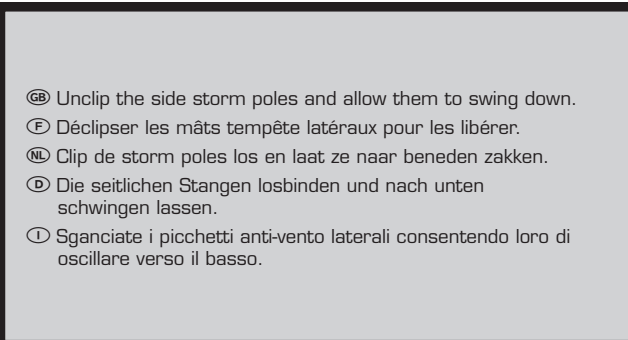 GB Unclip the side storm poles and allow them to swing down.
F Déclipser les mâts tempête latéraux pour les libérer.
NL Clip de storm poles los en laat ze naar beneden zakken.
D Die seitlichen Stangen losbinden und nach unten
schwingen lassen.
I Sganciate i picchetti anti-vento laterali consentendo loro di
oscillare verso il basso.